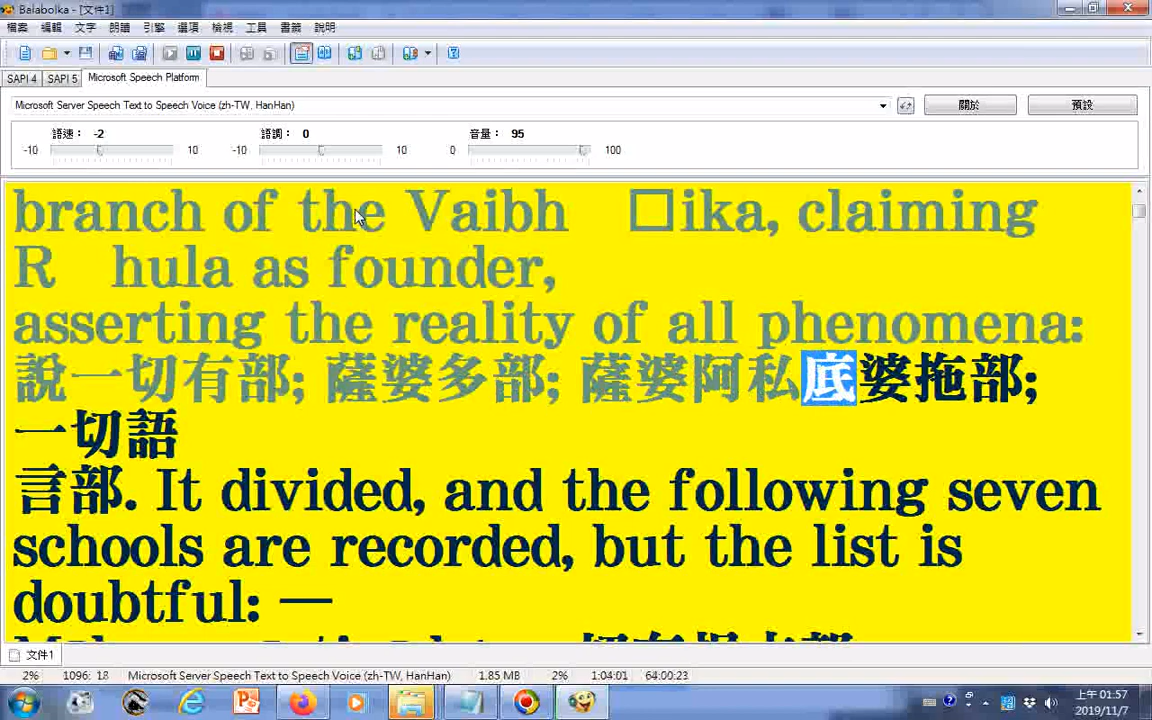 Balabolka - [文件1]
檔案 編輯 文字 朗讀 引擎 選項 檢視 工具 書籤 說明
SAPI 4 SAPI 5 Microsoft Speech Platform
Microsoft Server Speech Text to Speech Voice (zh-TW, HanHan) 關於 預設
語速： -2 語調： 0 音量： 95
-10 10 -10 10 0 100
branch of the Vaibh □ika, claiming
R hula as founder,
asserting the reality of all phenomena:
說一切有部; 薩婆多部; 薩婆阿私底婆拖部;
一切語
言部. It divided, and the following seven
schools are recorded, but the list is
doubtful: —
文件1
2% 1096: 18 Microsoft Server Speech Text to Speech Voice (zh-TW, HanHan) 1.85 MB 2% 1:04:01 64:00:23
上午 01:57
2019/11/7